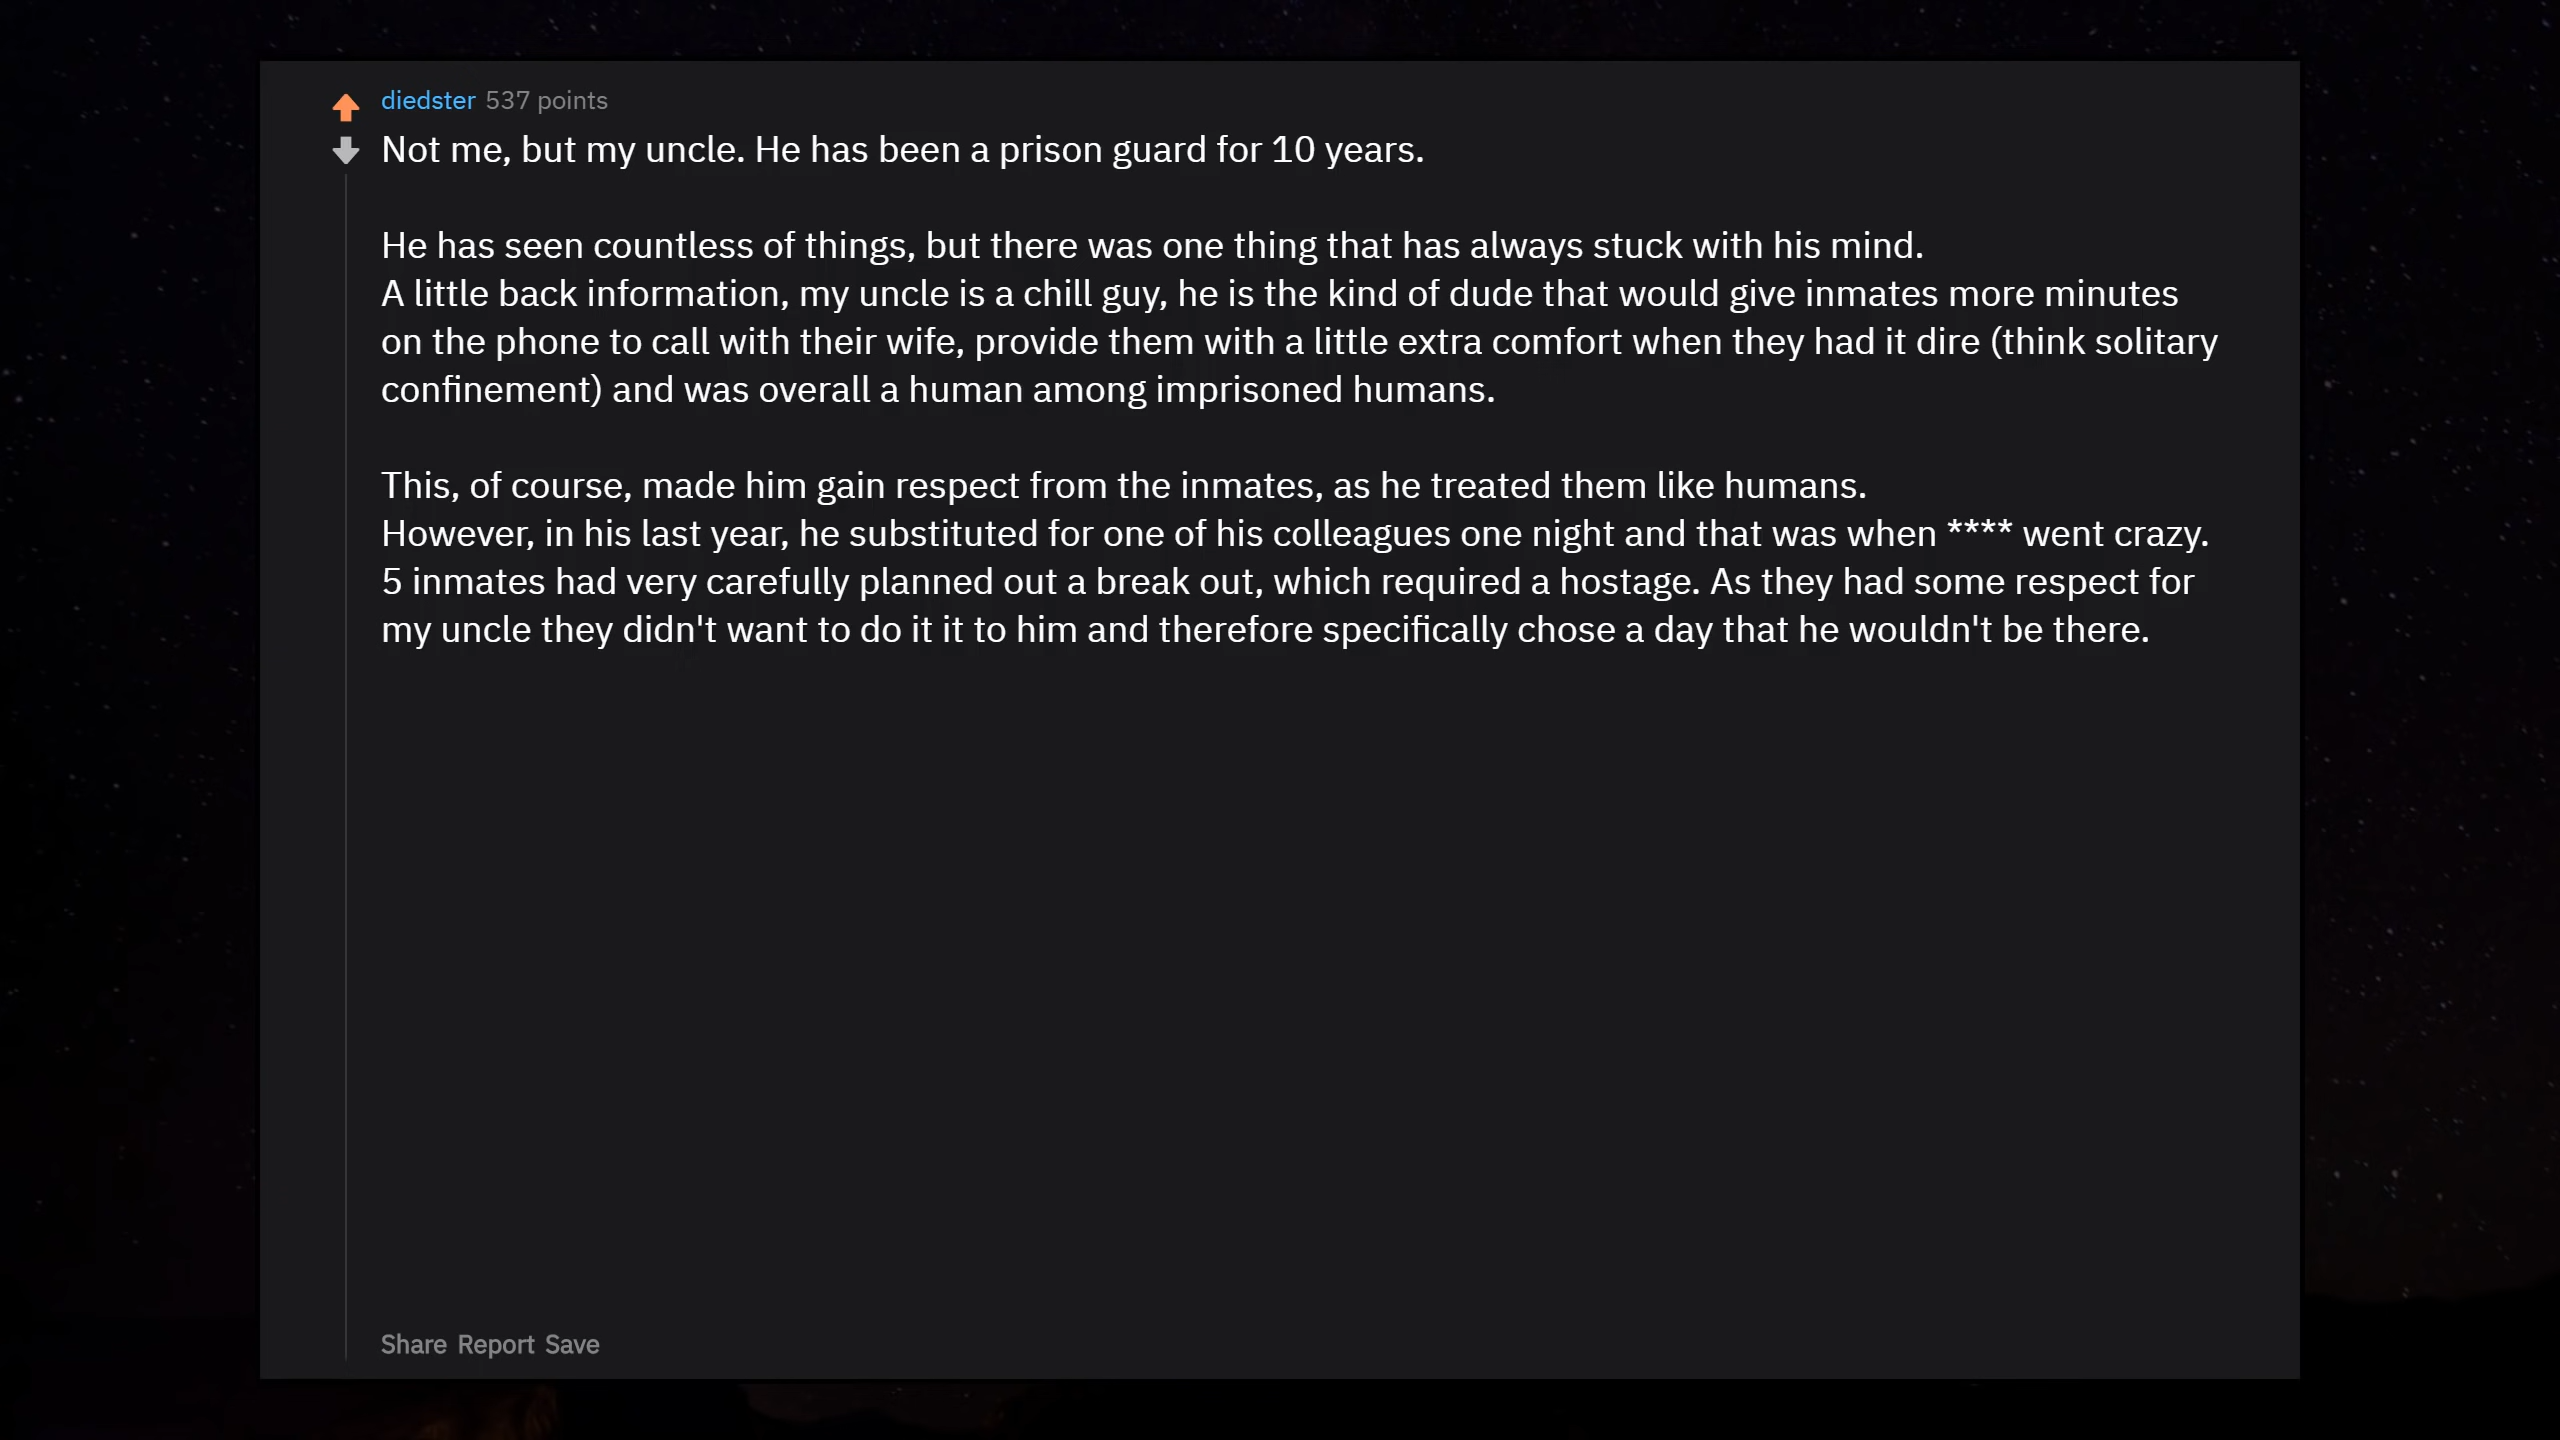 diedster 537 points
Not me, but my uncle. He has been a prison guard for 10 years.
He has seen countless of things, but there was one thing that has always stuck with his mind.
A little back information, my uncle is a chill guy, he is the kind of dude that would give inmates more minutes
on the phone to call with their wife, provide them with a little extra comfort when they had it dire (think solitary
confinement) and was overall a human among imprisoned humans.
This, of course, made him gain respect from the inmates, as he treated them like humans.
However, in his last year, he substituted for one of his colleagues one night and that was when **** went crazy.
5 inmates had very carefully planned out a break out, which required a hostage. As they had some respect for
my uncle they didn't want to do it it to him and therefore specifically chose a day that he wouldn't be there.
Share Report Save